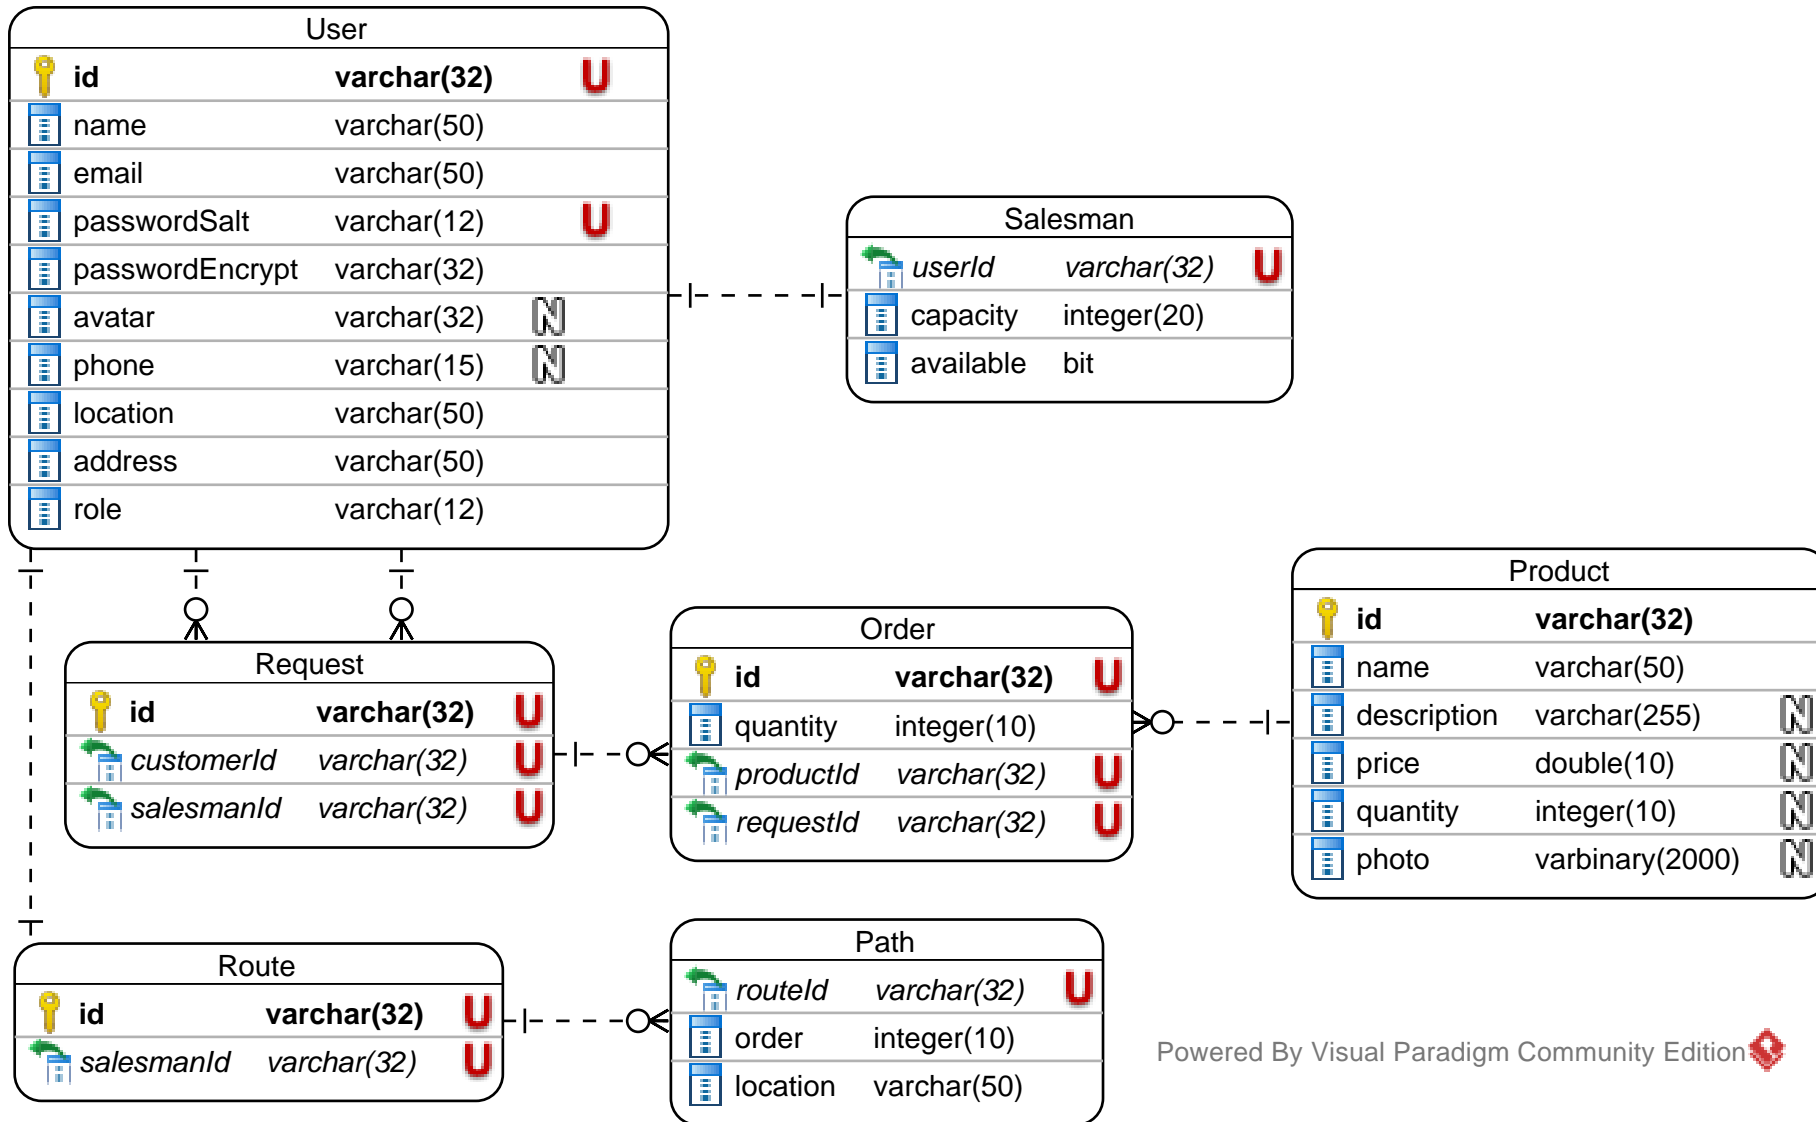 User
id varchar(32) U
name varchar(50)
email varchar(50)
passwordSalt varchar(12) U
passwordEncrypt varchar(32)
avatar varchar(32) N
phone varchar(15) N
location varchar(50)
address varchar(50)
role varchar(12)
Salesman
userId varchar(32) U
capacity integer(20)
available bit
Request
id varchar(32) U
customerId varchar(32) U
salesmanId varchar(32) U
Order
id varchar(32) U
quantity integer(10)
productId varchar(32) U
requestId varchar(32) U
Product
id varchar(32)
name varchar(50)
description varchar(255) N
price double(10) N
quantity integer(10) N
photo varbinary(2000) N
Route
id varchar(32) U
salesmanId varchar(32) U
Path
routeId varchar(32) U
order integer(10)
location varchar(50)
Powered By Visual Paradigm Community Edition